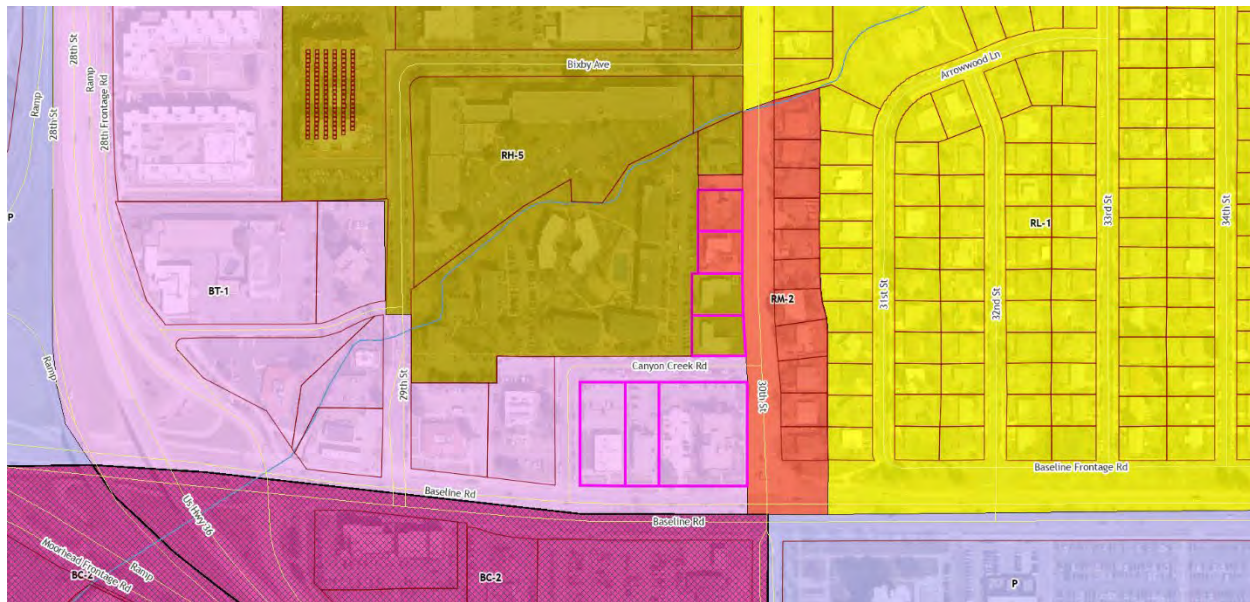 28th St
Ramp
28th St
Ramp
28th Frontage Rd
Bixby Ave
Arrowwood Ln
RH-5
P
RL-1
33rd St
34th St
BT-1
31st St
32nd St
RM-2
Ramp
29th St
Canyon Creek Rd
30th St
Baseline Frontage Rd
Baseline Rd
Us Hwy 36
Baseline Rd
Moorhead Frontage Rd
Ramp
BC-2
BC-2
P